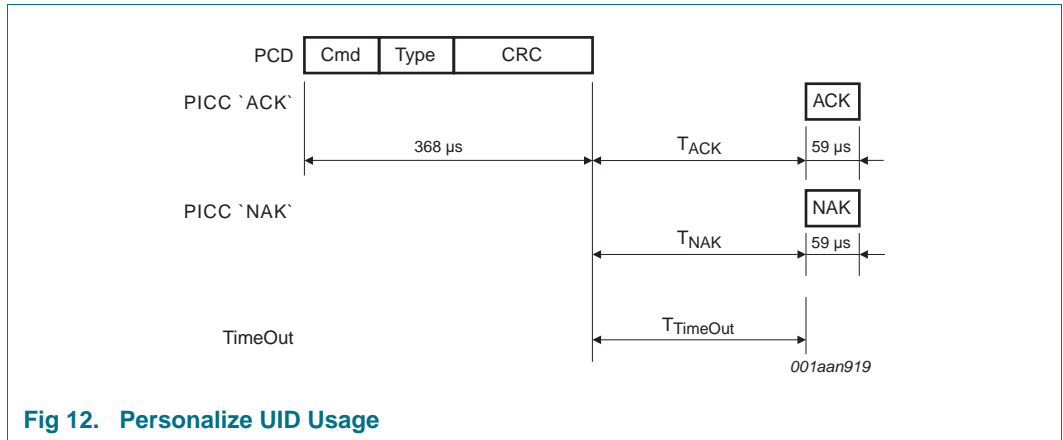 PCD Cmd Type CRC
PICC `ACK` ACK
368 µs TACK 59 µs
PICC `NAK` NAK
TNAK 59 µs
TimeOut TTimeOut
001aan919
Fig 12. Personalize UID Usage